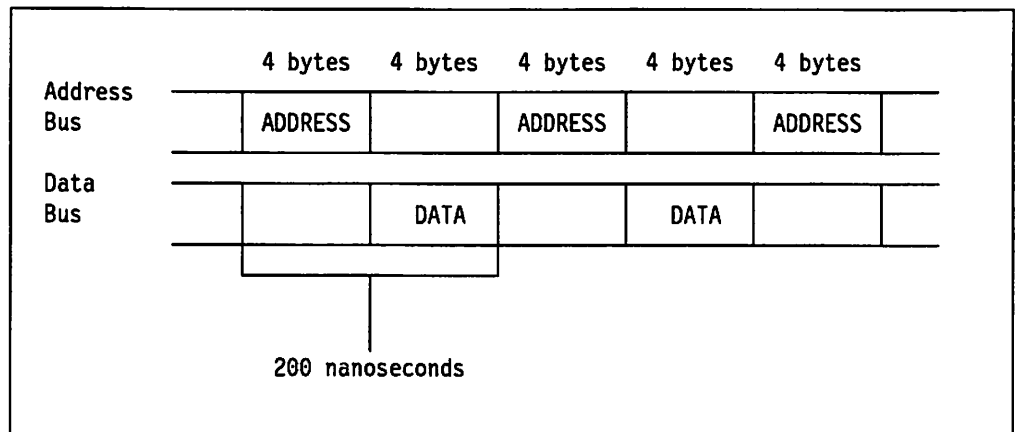 4 bytes 4 bytes 4 bytes 4 bytes 4 bytes
Address
Bus
ADDRESS ADDRESS ADDRESS
Data
Bus
DATA DATA
200 nanoseconds